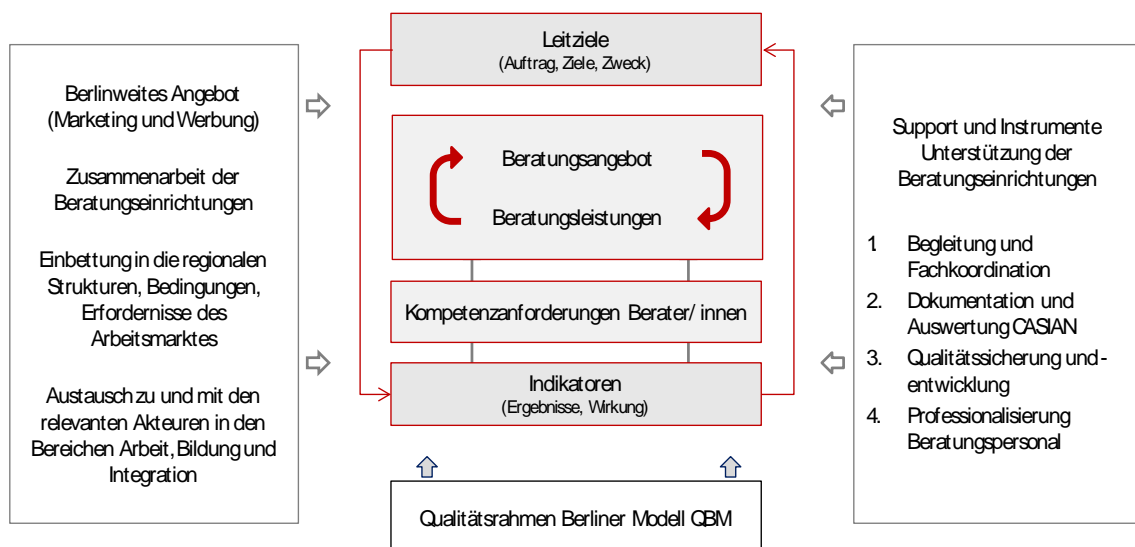 Berlinweites Angebot
(Marketing und Werbung)
Zusammenarbeit der
Beratungseinrichtungen
Einbettung in die regionalen
Strukturen, Bedingungen,
Erfordernisse des
Arbeitsmarktes
Austausch zu und mit den
relevanten Akteuren in den
Bereichen Arbeit, Bildung und
Integration
Leitziele
(Auftrag, Ziele, Zweck)
Beratungsangebot
Beratungsleistungen
Kompetenzanforderungen Berater/ innen
Indikatoren
(Ergebnisse, Wirkung)
Qualitätsrahmen Berliner Modell QBM
Support und Instrumente
Unterstützung der
Beratungseinrichtungen
1. Begleitung und
Fachkoordination
2. Dokumentation und
Auswertung CASIAN
3. Qualitätssicherung und -
entwicklung
4. Professionalisierung
Beratungspersonal